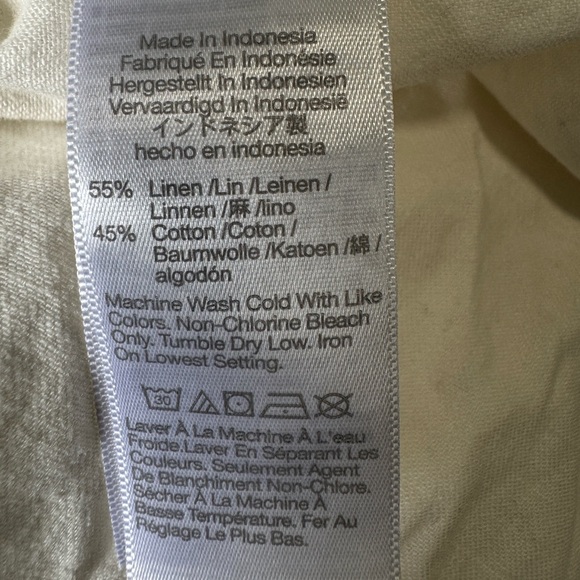 Made In Indonesia
Fabriqué En Indonésie
Hergestellt In Indonesien
Vervaardigd In Indonesië
インドネシア製
hecho en indonesia
55% Linen /Lin /Leinen /
Linnen /麻 /lino
45% Cotton /Coton /
Baumwolle /Katoen /綿 /
algodón
Machine Wash Cold With Like
Colors. Non-Chlorine Bleach
Only. Tumble Dry Low. Iron
On Lowest Setting.
30
Laver À La Machine À L'eau
Froide.Laver En Séparant Les
Couleurs. Seulement Agent
De Blanchiment Non-Chlore.
Sécher À La Machine À
Basse Température. Fer Au
Réglage Le Plus Bas.